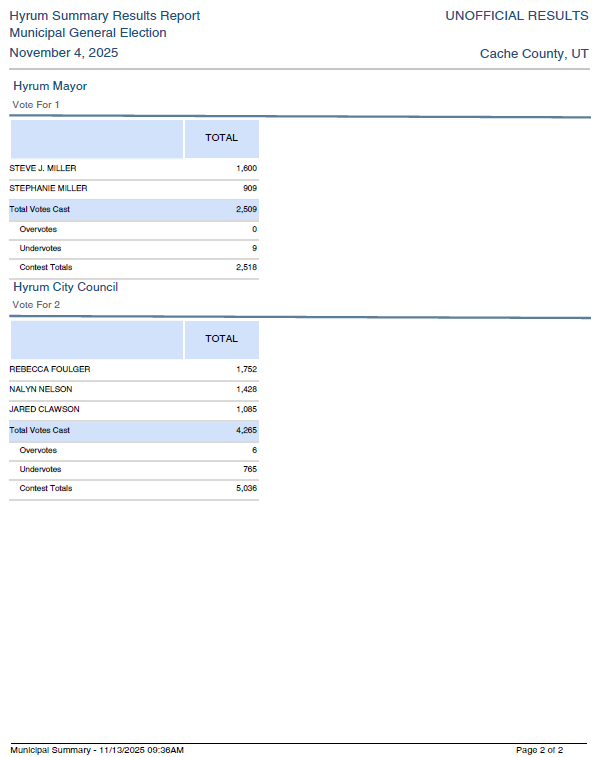 Hyrum Summary Results Report
UNOFFICIAL RESULTS
Municipal General Election
November 4, 2025
Cache County, UT
Hyrum Mayor
Vote For 1
TOTAL
STEVE J. MILLER 1,600
STEPHANIE MILLER 909
Total Votes Cast 2,509
Overvotes 0
Undervotes 9
Contest Totals 2,518
Hyrum City Council
Vote For 2
TOTAL
REBECCA FOULGER 1,752
NALYN NELSON 1,428
JARED CLAWSON 1,085
Total Votes Cast 4,265
Overvotes 6
Undervotes 765
Contest Totals 5,036
Municipal Summary - 11/13/2025 09:36AM Page 2 of 2